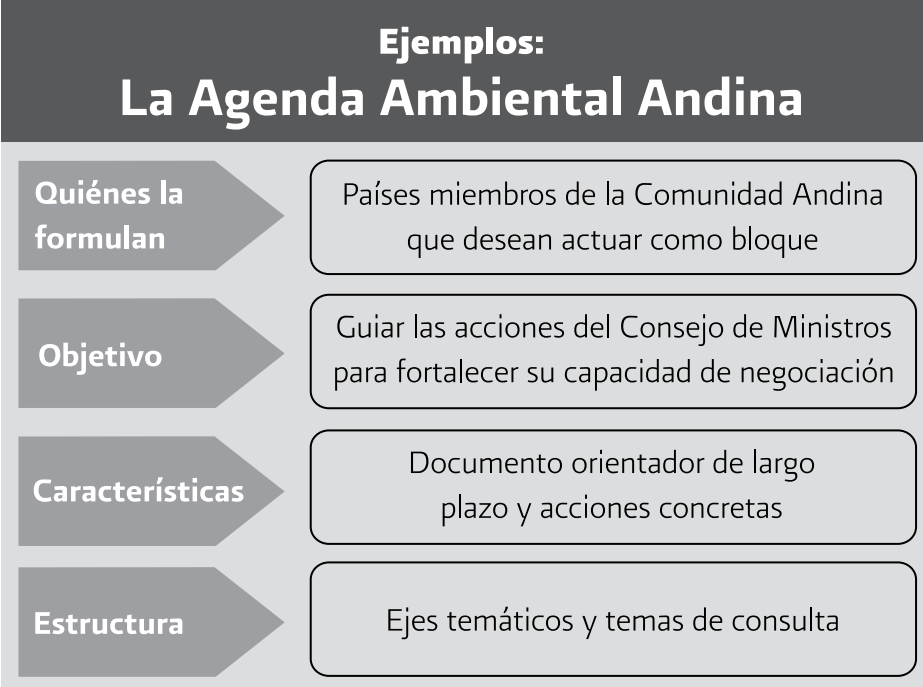 Ejemplos:
La Agenda Ambiental Andina
Quiénes la
formulan
Países miembros de la Comunidad Andina
que desean actuar como bloque
Objetivo
Guiar las acciones del Consejo de Ministros
para fortalecer su capacidad de negociación
Características
Documento orientador de largo
plazo y acciones concretas
Estructura
Ejes temáticos y temas de consulta